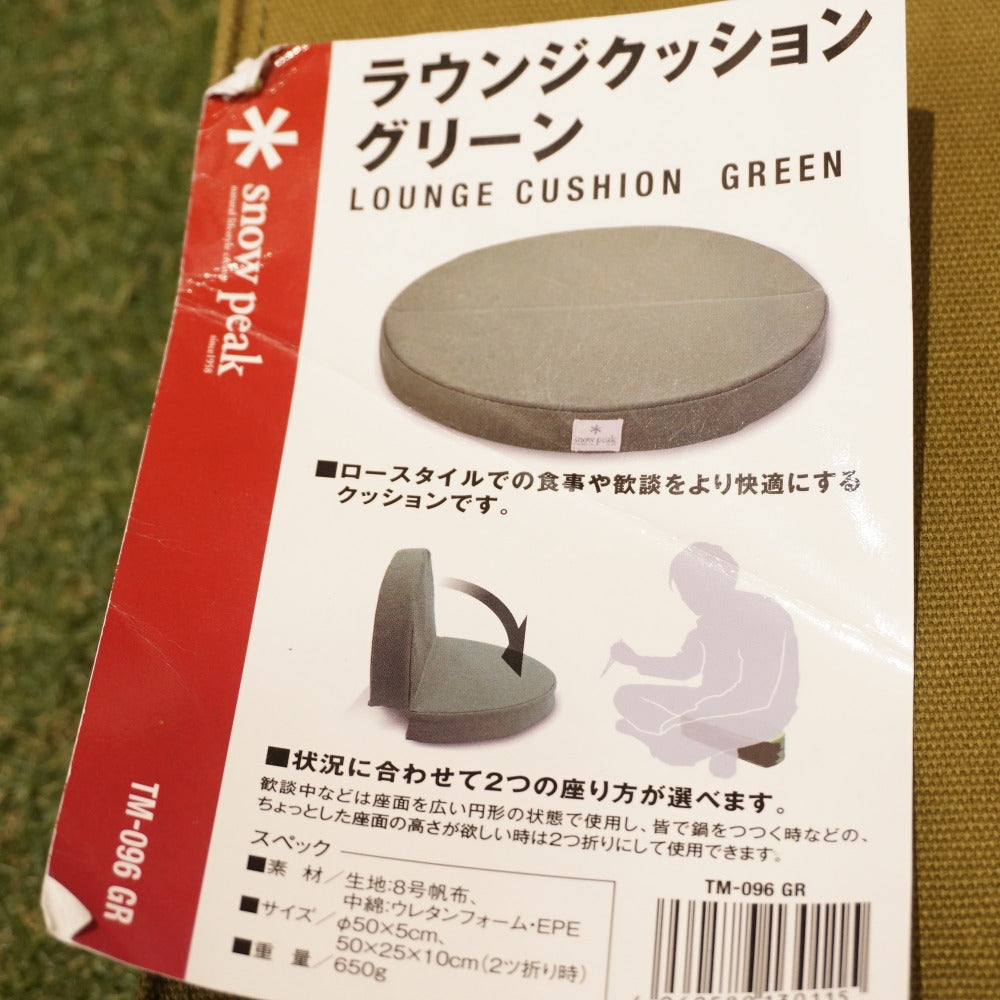 ラウンジクッション
グリーン
LOUNGE CUSHION GREEN
snow peak
natural lifestyle
since 1958
snow peak
■ロースタイルでの食事や歓談をより快適にする
クッションです。
■状況に合わせて2つの座り方が選べます。
歓談中などは座面を広い円形の状態で使用し、皆で鍋をつつく時などの、
ちょっとした座面の高さが欲しい時は2つ折りにして使用できます。
スペック
■素 材/生地:8号帆布、
中綿:ウレタンフォーム・EPE
■サイズ/φ50×5cm、
50×25×10cm(2ツ折り時)
■重 量/650g
TM-096 GR
TM-096 GR